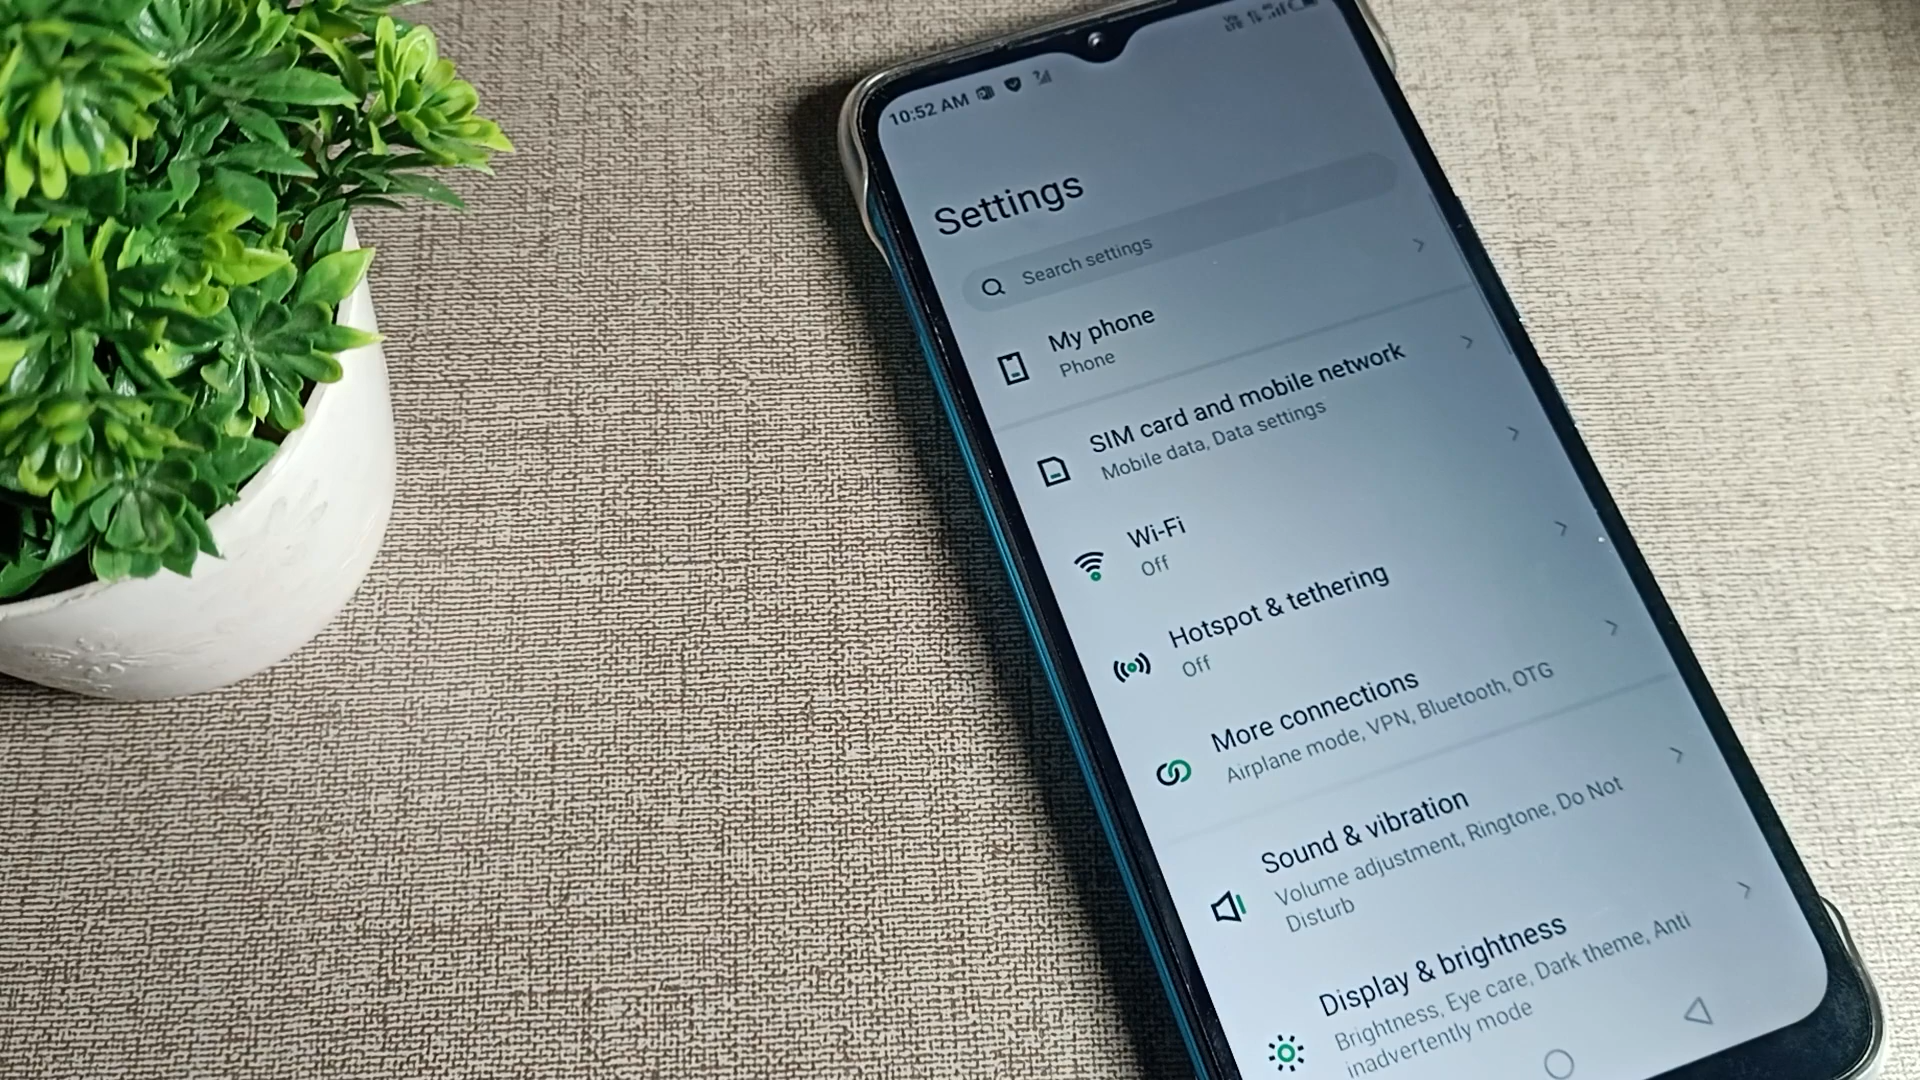 10:52 AM
Settings
Search settings
My phone
Phone
SIM card and mobile network
Mobile data, Data settings
Wi-Fi
Off
Hotspot & tethering
Off
More connections
Airplane mode, VPN, Bluetooth, OTG
Sound & vibration
Volume adjustment, Ringtone, Do Not
Disturb
Display & brightness
Brightness, Eye care, Dark theme, Anti
inadvertently mode